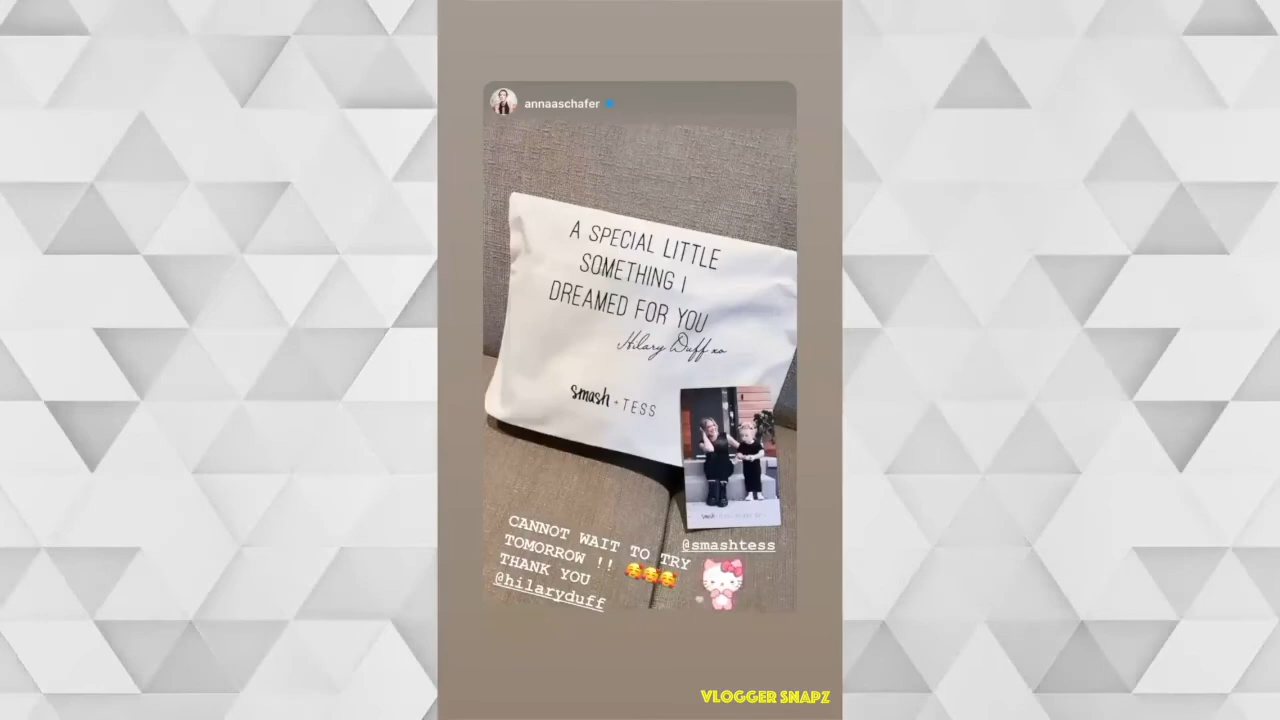 annaaschafer
A SPECIAL LITTLE
SOMETHING I
DREAMED FOR YOU
Hilary Duff xo
smash + TESS
CANNOT WAIT TO TRY
TOMORROW !! 🥰🥰🥰
THANK YOU
@hilaryduff
@smashtess
VLOGGER SNAPZ